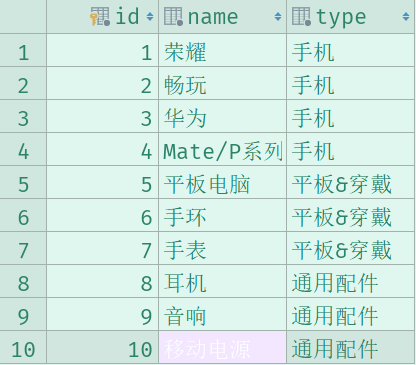 id name type
1 1 荣耀 手机
2 2 畅玩 手机
3 3 华为 手机
4 4 Mate/P系列 手机
5 5 平板电脑 平板&穿戴
6 6 手环 平板&穿戴
7 7 手表 平板&穿戴
8 8 耳机 通用配件
9 9 音响 通用配件
10 10 移动电源 通用配件